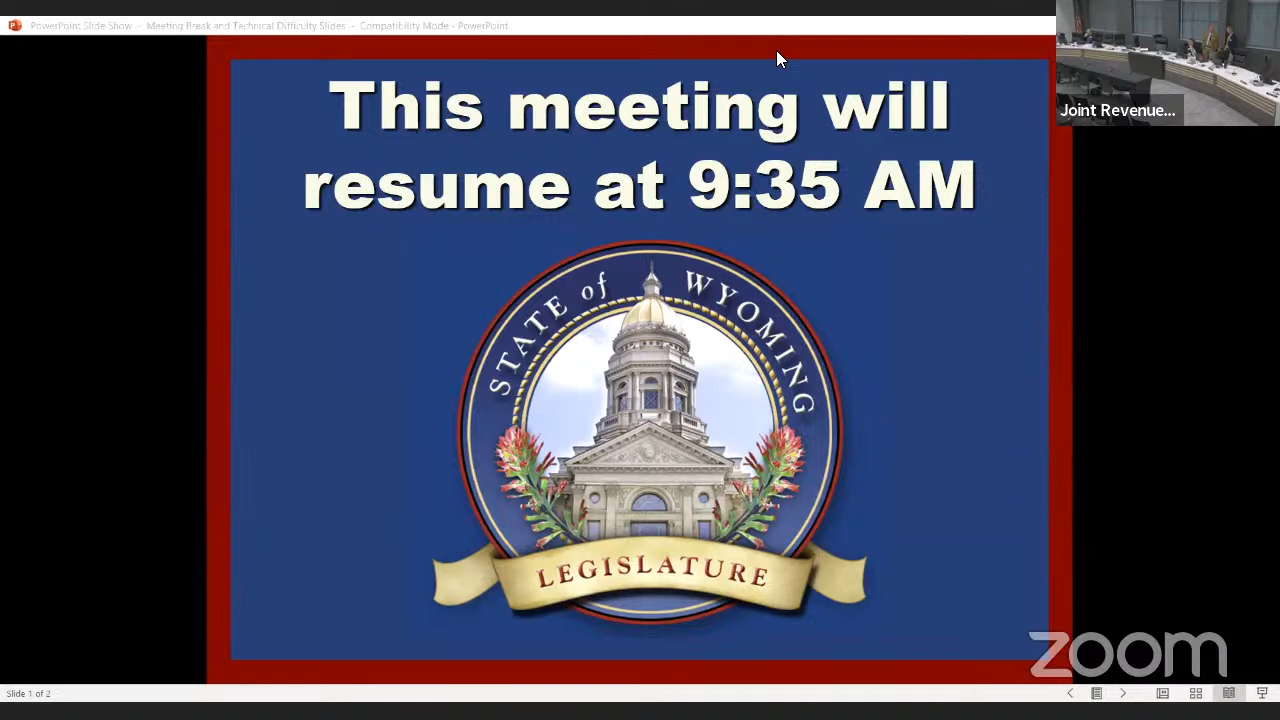 PowerPoint Slide Show - Meeting Break and Technical Difficulty Slides - Compatibility Mode - PowerPoint
Joint Revenue...
This meeting will
resume at 9:35 AM
STATE of WYOMING
LEGISLATURE
zoom
Slide 1 of 2